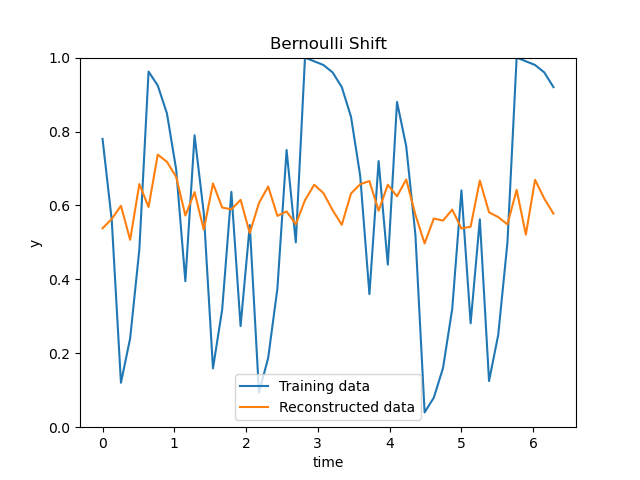 Bernoulli Shift
1.0
0.8
0.6
0.4
0.2
0.0
y
Training data
Reconstructed data
0 1 2 3 4 5 6
time